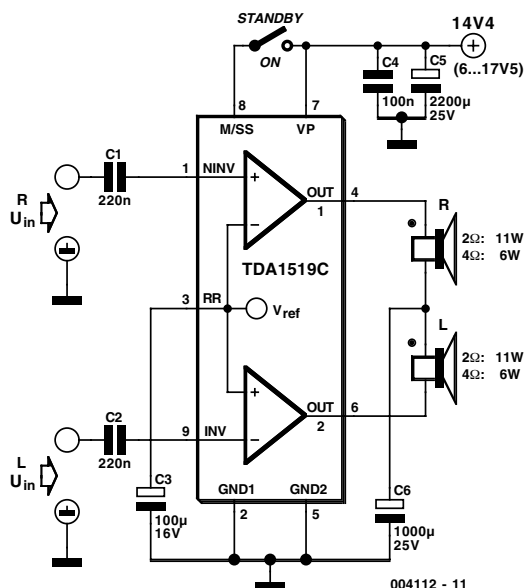 STANDBY
ON
14V4
+
(6...17V5)
C4
100n
C5
2200µ
25V
8
7
M/SS
VP
C1
220n
1
NINV
+
−
OUT
1
4
R
Uin
R
2Ω: 11W
4Ω: 6W
TDA1519C
3
RR
Vref
L
2Ω: 11W
4Ω: 6W
+
−
OUT
2
6
C2
220n
9
INV
L
Uin
C3
100µ
16V
GND1
GND2
2
5
C6
1000µ
25V
004112 - 11